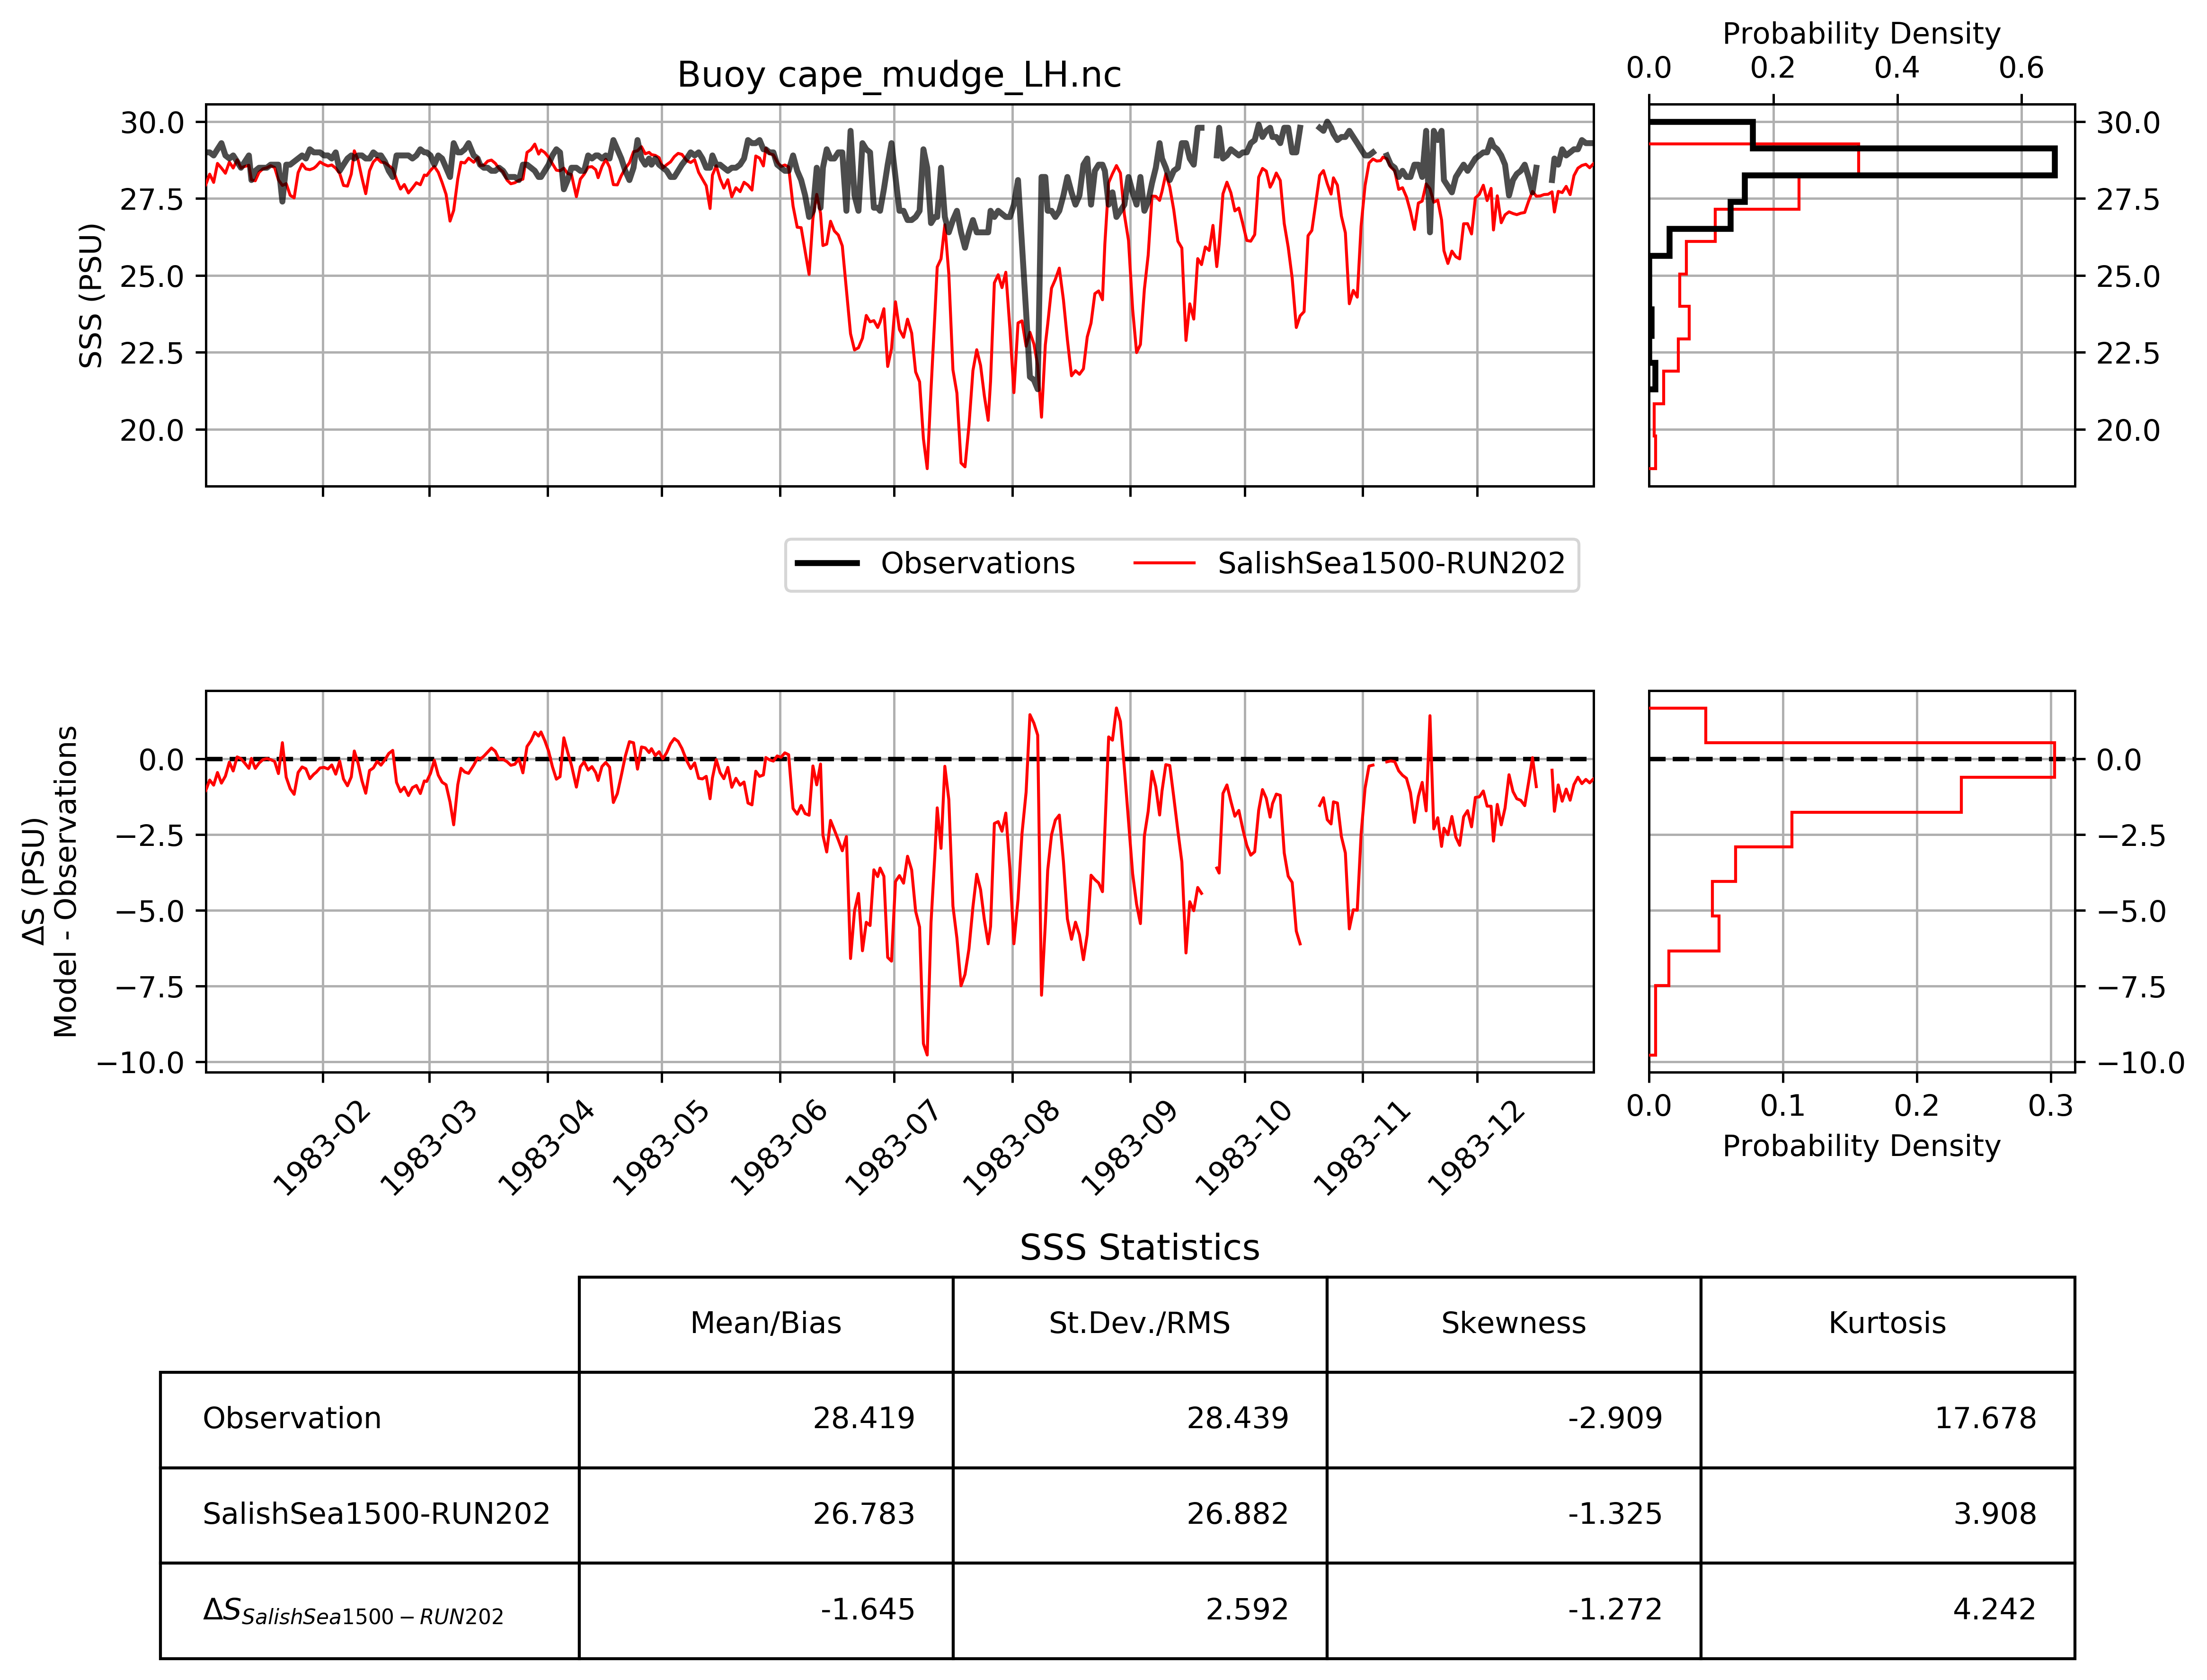 Probability Density
0.0 0.2 0.4 0.6
Buoy cape_mudge_LH.nc
30.0
27.5
25.0
22.5
20.0
SSS (PSU)
30.0
27.5
25.0
22.5
20.0
Observations SalishSea1500-RUN202
0.0
−2.5
−5.0
−7.5
−10.0
ΔS (PSU)
Model - Observations
0.0
−2.5
−5.0
−7.5
−10.0
1983-02 1983-03 1983-04 1983-05 1983-06 1983-07 1983-08 1983-09 1983-10 1983-11 1983-12
0.0 0.1 0.2 0.3
Probability Density
SSS Statistics
Mean/Bias St.Dev./RMS Skewness Kurtosis
Observation 28.419 28.439 -2.909 17.678
SalishSea1500-RUN202 26.783 26.882 -1.325 3.908
ΔS SalishSea1500−RUN202 -1.645 2.592 -1.272 4.242